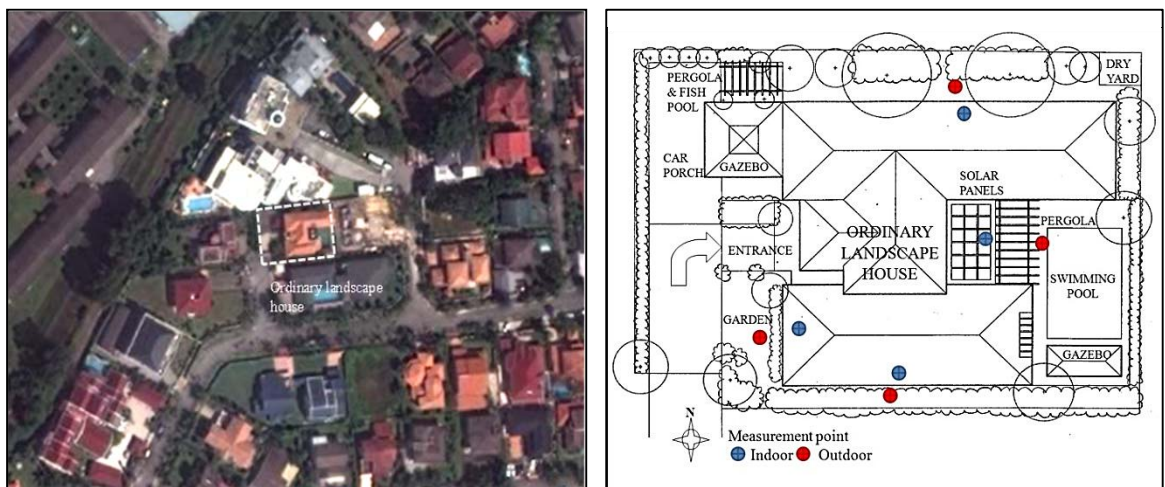 Ordinary landscape
house
PERGOLA
& FISH
POOL
DRY
YARD
CAR
PORCH
GAZEBO
SOLAR
PANELS
PERGOLA
ENTRANCE
ORDINARY
LANDSCAPE
HOUSE
SWIMMING
POOL
GARDEN
GAZEBO
N
Measurement point
Indoor
Outdoor